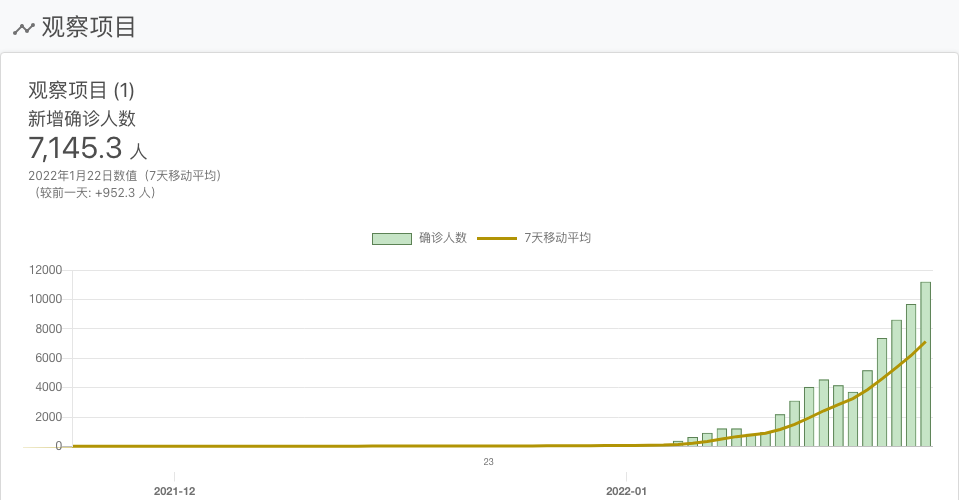 观察项目
观察项目 (1)
新增确诊人数
7,145.3 人
2022年1月22日数值（7天移动平均）
（较前一天: +952.3 人）
确诊人数 7天移动平均
12000
10000
8000
6000
4000
2000
0
23
2021-12 2022-01